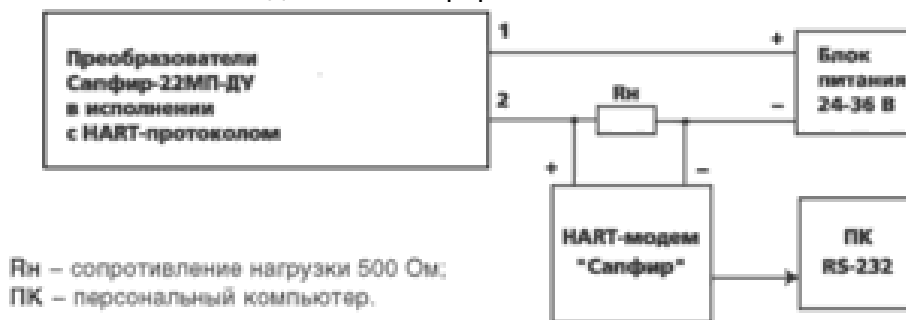 Преобразователи
Сапфир-22МП-ДУ
в исполнении
с HART-протоколом
1
2
+
–
Rн
Блок
питания
24-36 В
+
–
HART-модем
"Сапфир"
ПК
RS-232
Rн – сопротивление нагрузки 500 Ом;
ПК – персональный компьютер.